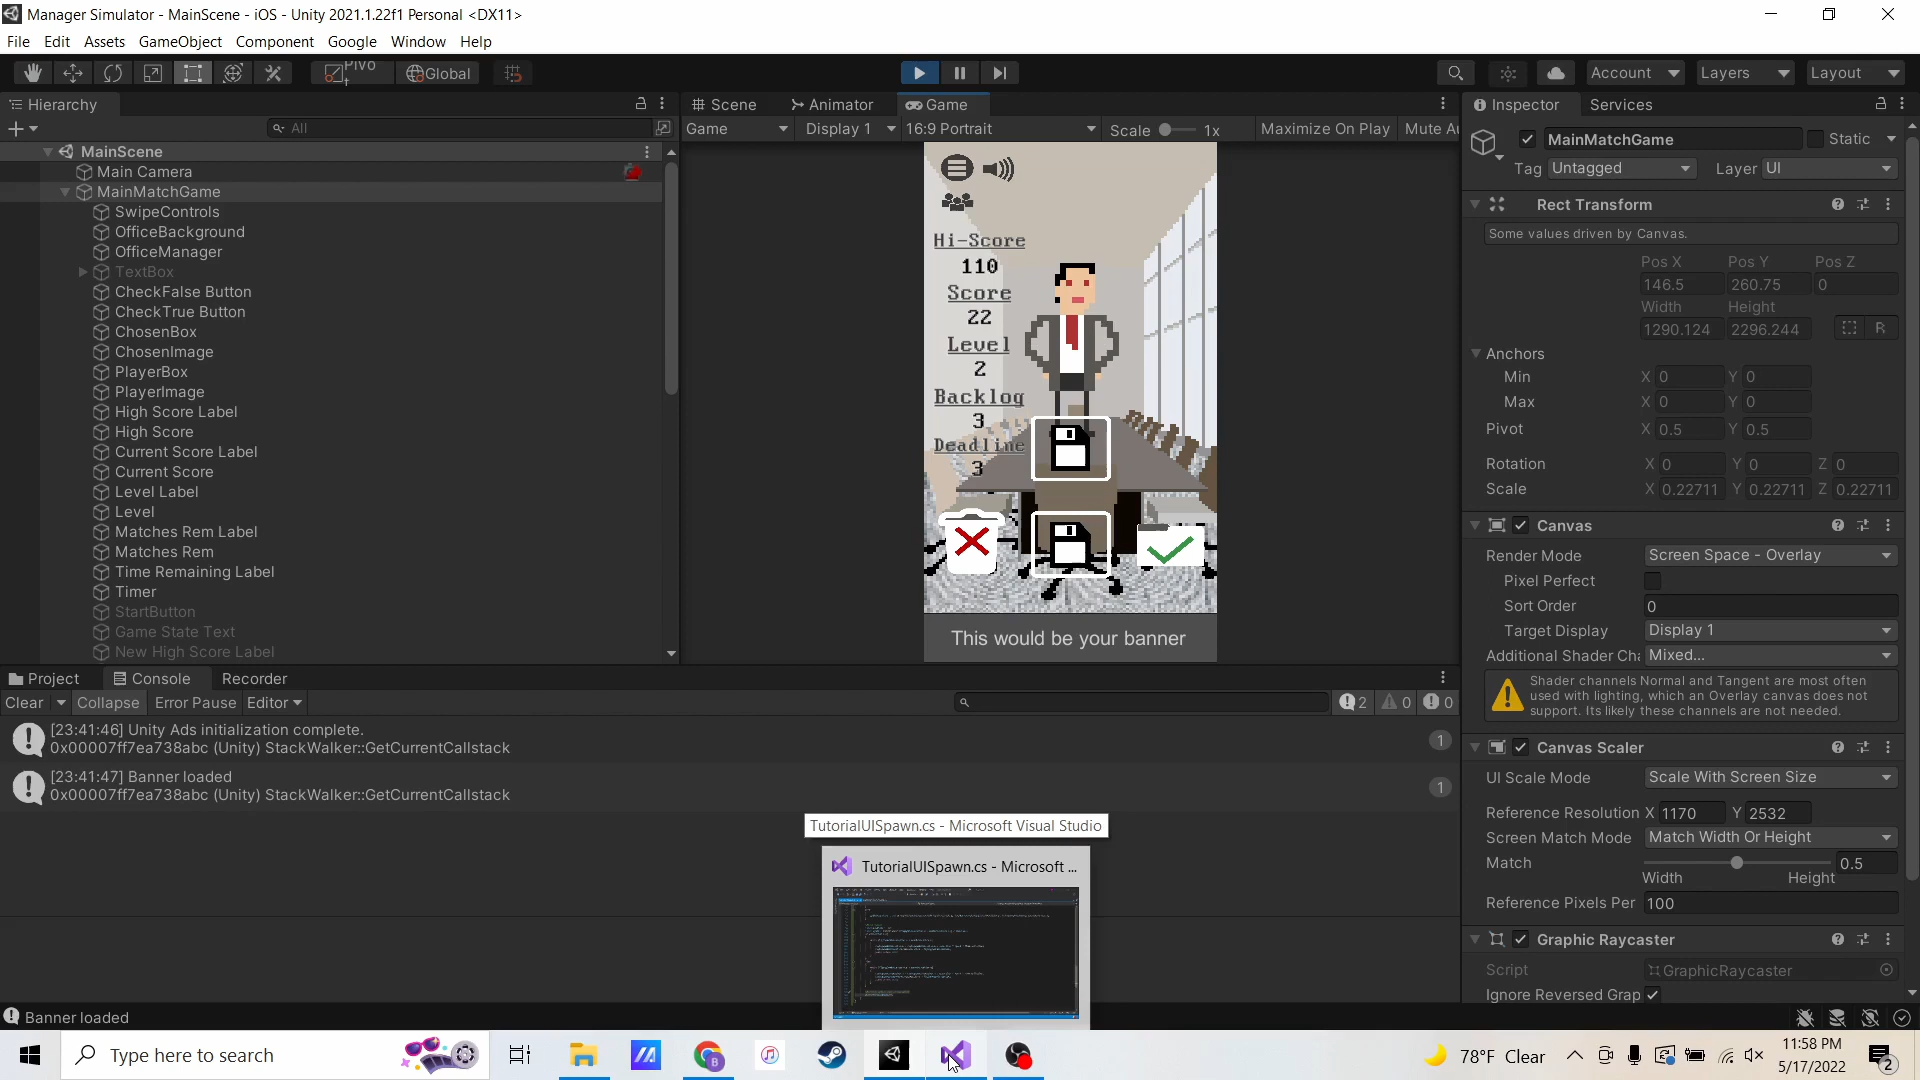 Manager Simulator - MainScene - iOS - Unity 2021.1.22f1 Personal <DX11>
File Edit Assets GameObject Component Google Window Help
Pivot Global Account Layers Layout
Hierarchy
All
MainScene
Main Camera
MainMatchGame
SwipeControls
OfficeBackground
OfficeManager
TextBox
CheckFalse Button
CheckTrue Button
ChosenBox
ChosenImage
PlayerBox
PlayerImage
High Score Label
High Score
Current Score Label
Current Score
Level Label
Level
Matches Rem Label
Matches Rem
Time Remaining Label
Timer
StartButton
Game State Text
New High Score Label
Scene Animator Game
Game Display 1 16:9 Portrait Scale 1x Maximize On Play Mute Au
Hi-Score
110
Score
22
Level
2
Backlog
3
Deadline
3
This would be your banner
Inspector Services
MainMatchGame Static
Tag Untagged Layer UI
Rect Transform
Some values driven by Canvas.
Pos X Pos Y Pos Z
146.5 260.75 0
Width Height
1290.124 2296.244 R
Anchors
Min X 0 Y 0
Max X 0 Y 0
Pivot X 0.5 Y 0.5
Rotation X 0 Y 0 Z 0
Scale X 0.22711 Y 0.22711 Z 0.22711
Canvas
Render Mode Screen Space - Overlay
Pixel Perfect
Sort Order 0
Target Display Display 1
Additional Shader Cha Mixed...
Shader channels Normal and Tangent are most often
used with lighting, which an Overlay canvas does not
support. Its likely these channels are not needed.
Canvas Scaler
UI Scale Mode Scale With Screen Size
Reference Resolution X 1170 Y 2532
Screen Match Mode Match Width Or Height
Match 0.5
Width Height
Reference Pixels Per 100
Graphic Raycaster
Script GraphicRaycaster
Ignore Reversed Grap
Project Console Recorder
Clear Collapse Error Pause Editor 2 0 0
[23:41:46] Unity Ads initialization complete.
0x00007ff7ea738abc (Unity) StackWalker::GetCurrentCallstack
1
[23:41:47] Banner loaded
0x00007ff7ea738abc (Unity) StackWalker::GetCurrentCallstack
1
TutorialUISpawn.cs - Microsoft Visual Studio
TutorialUISpawn.cs - Microsoft ...
Banner loaded
Type here to search
78°F Clear
11:58 PM
5/17/2022
2